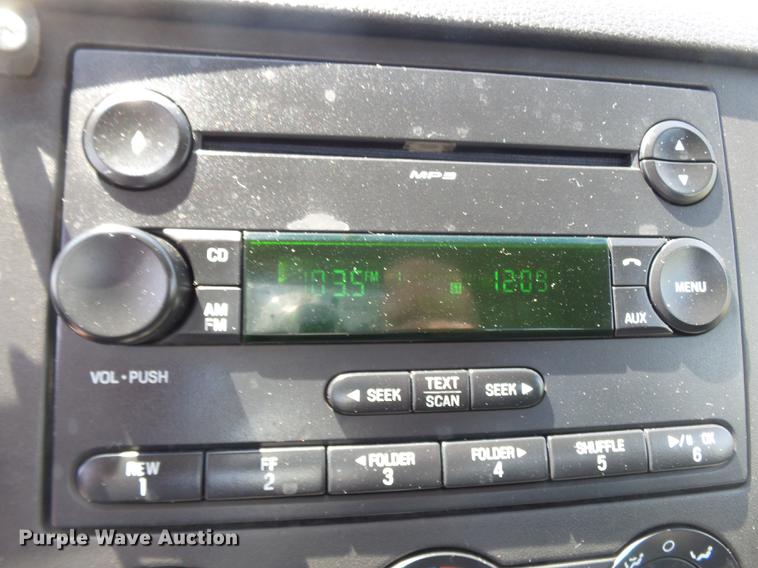 MP3
CD
103.5 FM 1 12:09
MENU
AM
FM
AUX
VOL • PUSH
SEEK
TEXT
SCAN
SEEK
REW
1
FF
2
FOLDER
3
FOLDER
4
SHUFFLE
5
OK
6
Purple Wave Auction